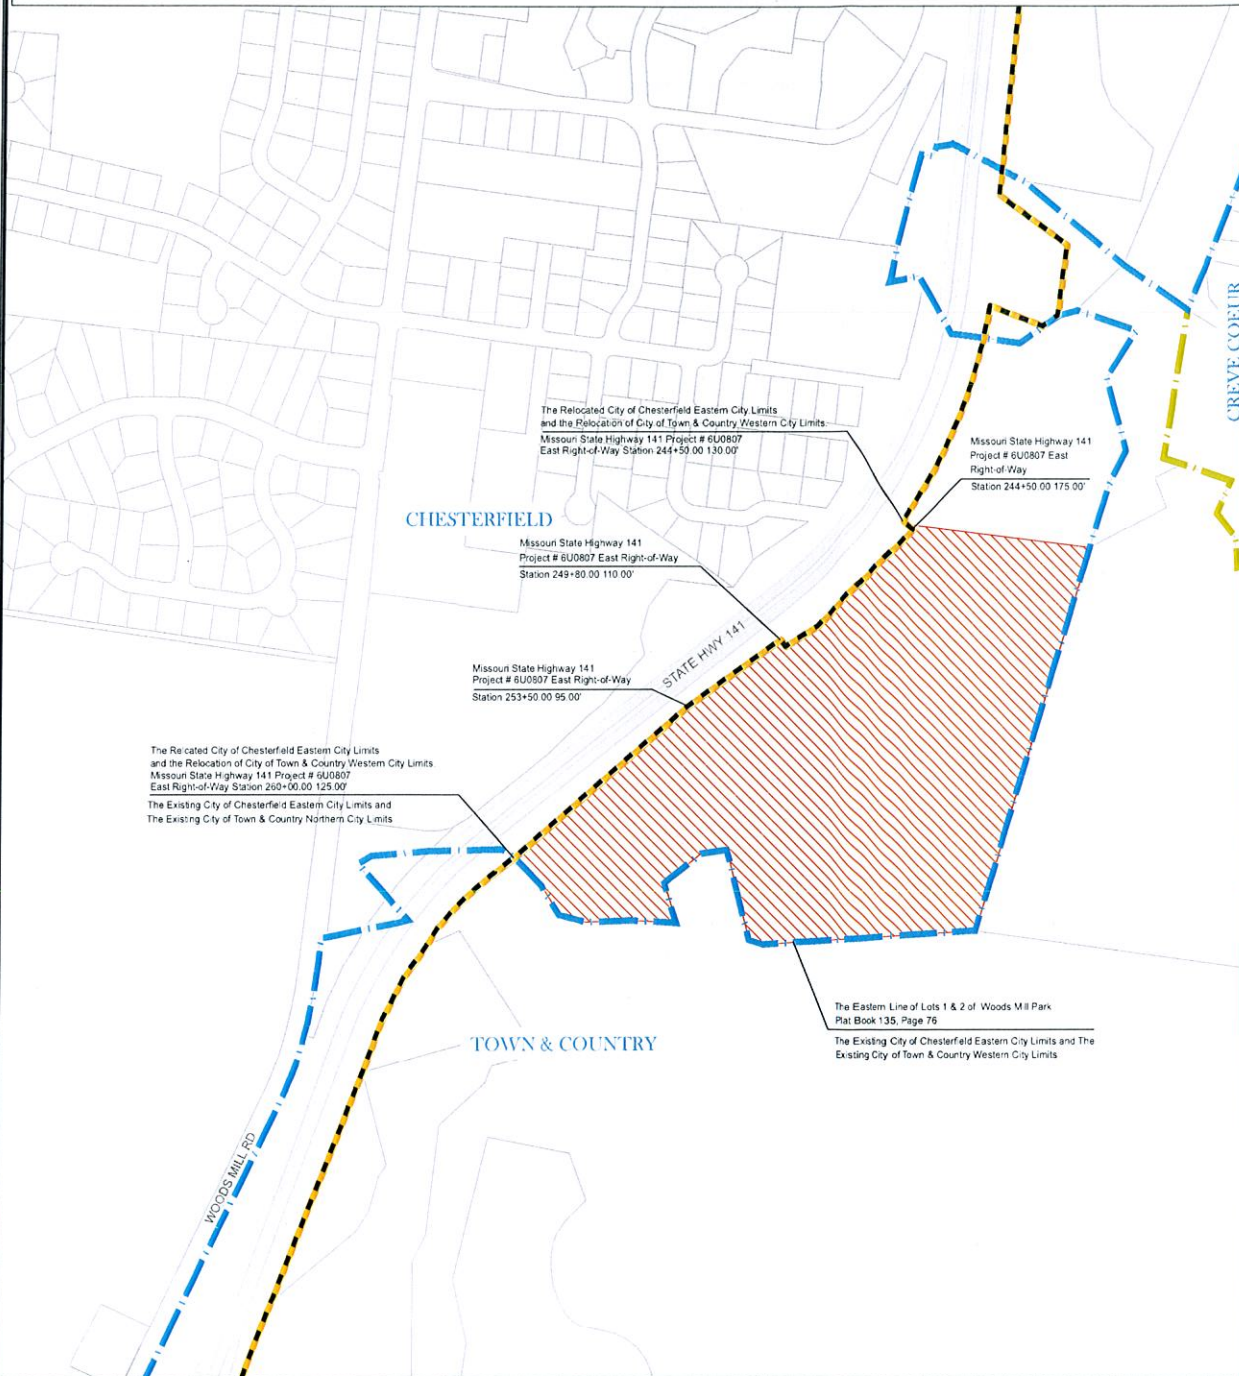 CREVE COEUR
The Relocated City of Chesterfield Eastern City Limits
and the Relocation of City of Town & Country Western City Limits
Missouri State Highway 141 Project # 6U0807
East Right-of-Way Station 244+50.00 130.00'
Missouri State Highway 141
Project # 6U0807 East
Right-of-Way
Station 244+50.00 175.00'
CHESTERFIELD
Missouri State Highway 141
Project # 6U0807 East Right-of-Way
Station 249+80.00 110.00'
STATE HWY 141
Missouri State Highway 141
Project # 6U0807 East Right-of-Way
Station 253+50.00 95.00'
The Relcated City of Chesterfield Eastern City Limits
and the Relocation of City of Town & Country Western City Limits
Missouri State Highway 141 Project # 6U0807
East Right-of-Way Station 260+00.00 125.00'
The Existing City of Chesterfield Eastern City Limits and
The Existing City of Town & Country Northern City Limits
The Eastern Line of Lots 1 & 2 of Woods Mill Park
Plat Book 135, Page 76
The Existing City of Chesterfield Eastern City Limits and The
Existing City of Town & Country Western City Limits
TOWN & COUNTRY
WOODS MILL RD